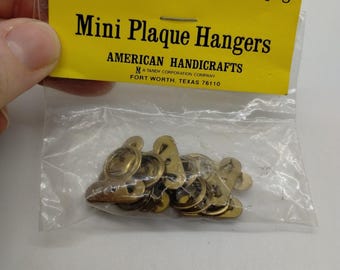 Mini Plaque Hangers
AMERICAN HANDICRAFTS
A TANDY CORPORATION COMPANY
FORT WORTH, TEXAS 76110